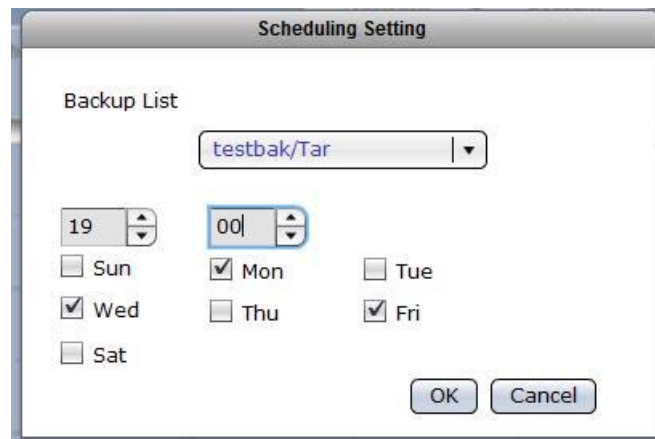 Scheduling Setting
Backup List
testbak/Tar
19 00
Sun Mon Tue
Wed Thu Fri
Sat
OK Cancel